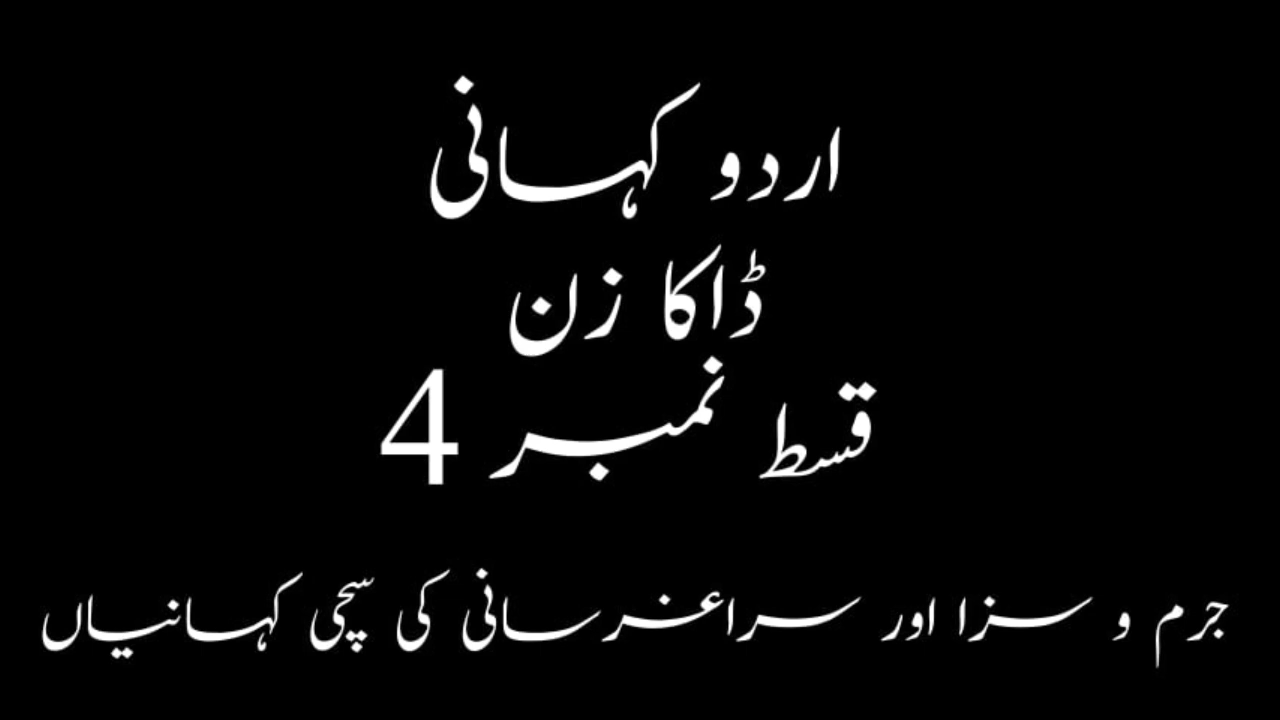 اردو کہانی
ڈاکا زن
قسط نمبر 4
جرم و سزا اور سراغرسانی کی سچی کہانیاں